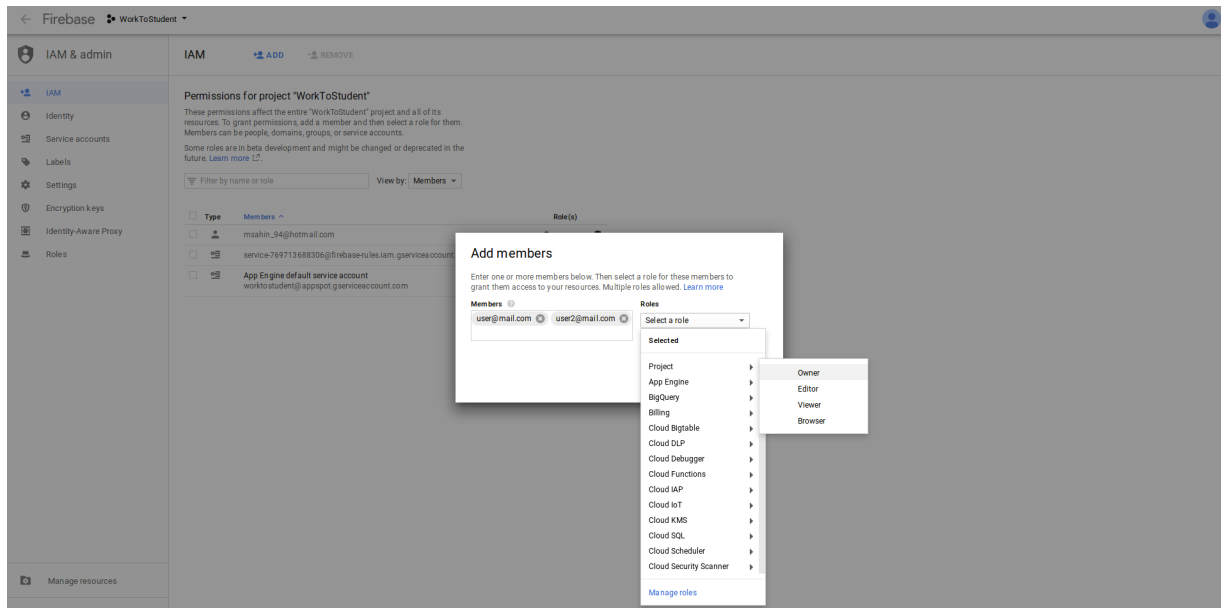 Firebase WorkToStudent
IAM & admin
IAM ADD REMOVE
IAM
Identity
Service accounts
Labels
Settings
Encryption keys
Identity-Aware Proxy
Roles
Manage resources
Permissions for project "WorkToStudent"
These permissions affect the entire "WorkToStudent" project and all of its
resources. To grant permissions, add a member and then select a role for them.
Members can be people, domains, groups, or service accounts.
Some roles are in beta development and might be changed or deprecated in the
future. Learn more .
Filter by name or role View by: Members
Type Members Role(s)
msahin_94@hotmail.com
service-769713688306@firebase-rules.iam.gserviceaccount.
App Engine default service account
worktostudent@appspot.gserviceaccount.com
Add members
Enter one or more members below. Then select a role for these members to
grant them access to your resources. Multiple roles allowed. Learn more
Members Roles
user@mail.com user2@mail.com Select a role
Selected
Project
App Engine
BigQuery
Billing
Cloud Bigtable
Cloud DLP
Cloud Debugger
Cloud Functions
Cloud IAP
Cloud IoT
Cloud KMS
Cloud SQL
Cloud Scheduler
Cloud Security Scanner
Manage roles
Owner
Editor
Viewer
Browser